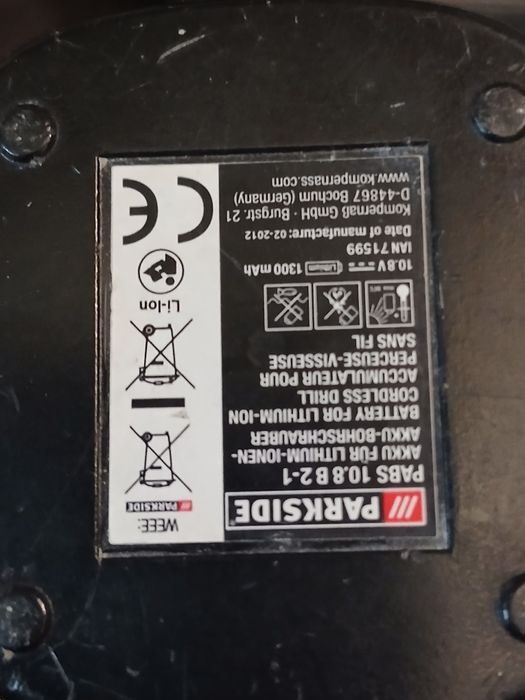 PARKSIDE
PABS 10.8 B 2-1
AKKU FÜR LITHIUM-IONEN-
AKKU-BOHRSCHRAUBER
BATTERY FOR LITHIUM-ION
CORDLESS DRILL
ACCUMULATEUR POUR
PERCEUSE-VISSEUSE
SANS FIL
10.8 V Lithium 1300 mAh
IAN 71599
Date of manufacture: 02-2012
Kompernaß GmbH · Burgstr. 21
D-44867 Bochum (Germany)
www.kompernass.com
WEEE:
PARKSIDE
Li-Ion
CE